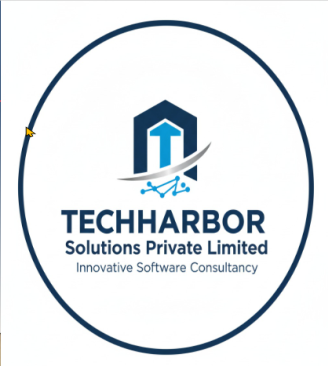 TECHHARBOR
Solutions Private Limited
Innovative Software Consultancy